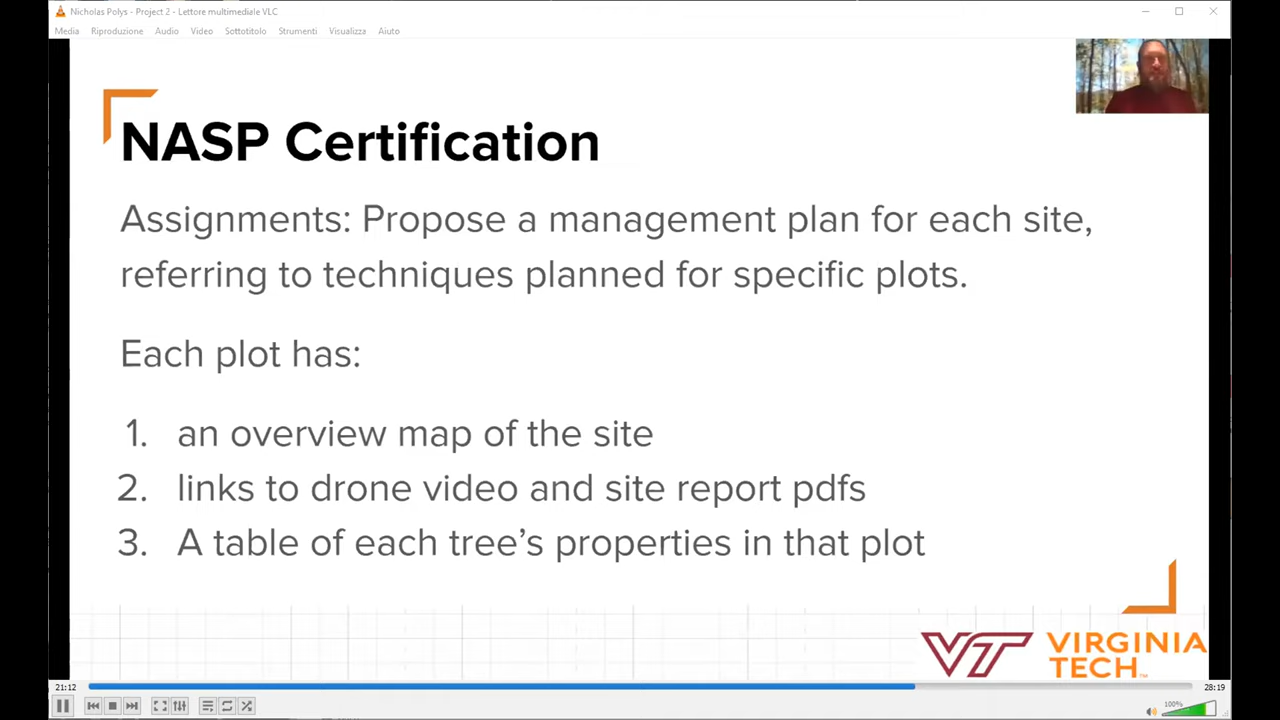 Nicholas Polys - Project 2 - Lettore multimediale VLC
Media Riproduzione Audio Video Sottotitolo Strumenti Visualizza Aiuto
NASP Certification
Assignments: Propose a management plan for each site,
referring to techniques planned for specific plots.
Each plot has:
1. an overview map of the site
2. links to drone video and site report pdfs
3. A table of each tree's properties in that plot
VT VIRGINIA
TECH™
21:12 28:19
100%